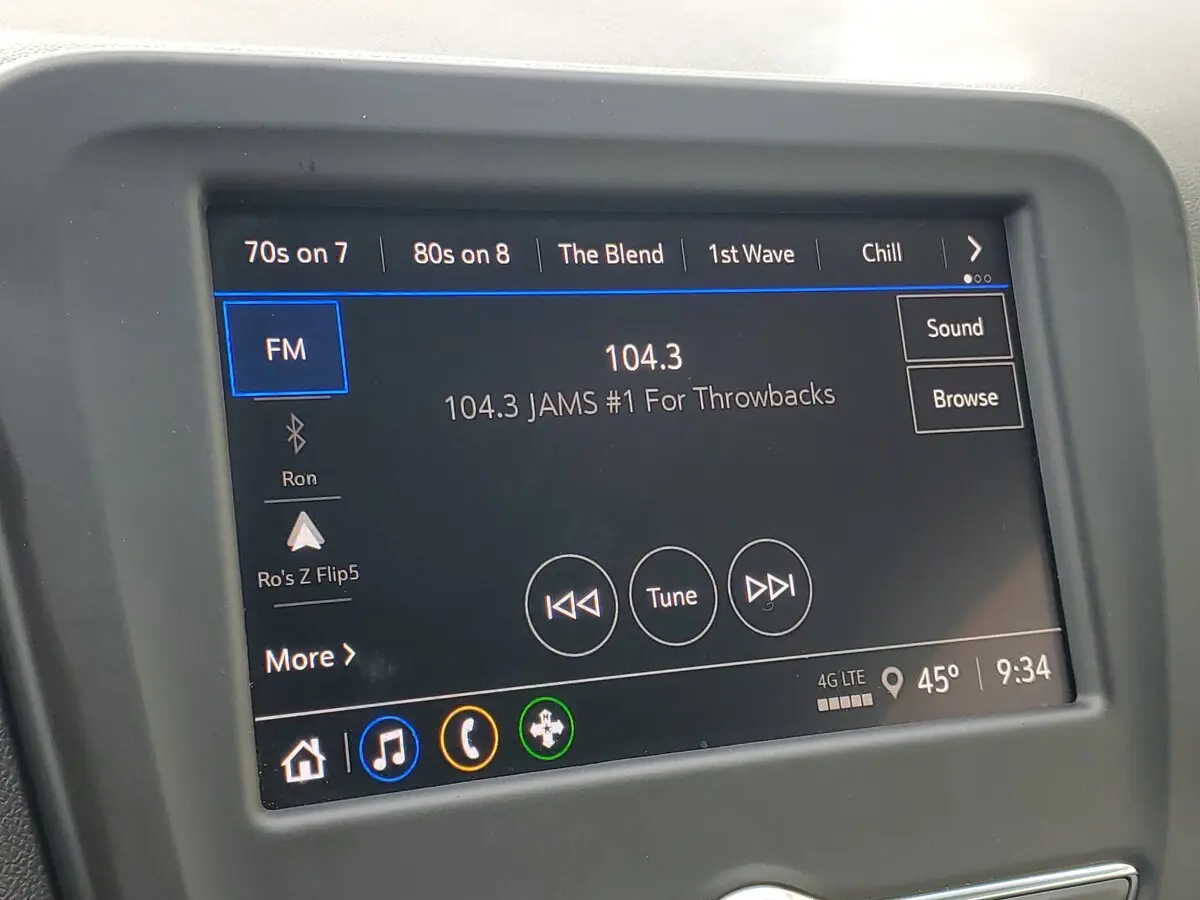 70s on 7
80s on 8
The Blend
1st Wave
Chill
FM
104.3
Sound
104.3 JAMS #1 For Throwbacks
Browse
Ron
Ro's Z Flip5
Tune
More
4G LTE
45°
9:34